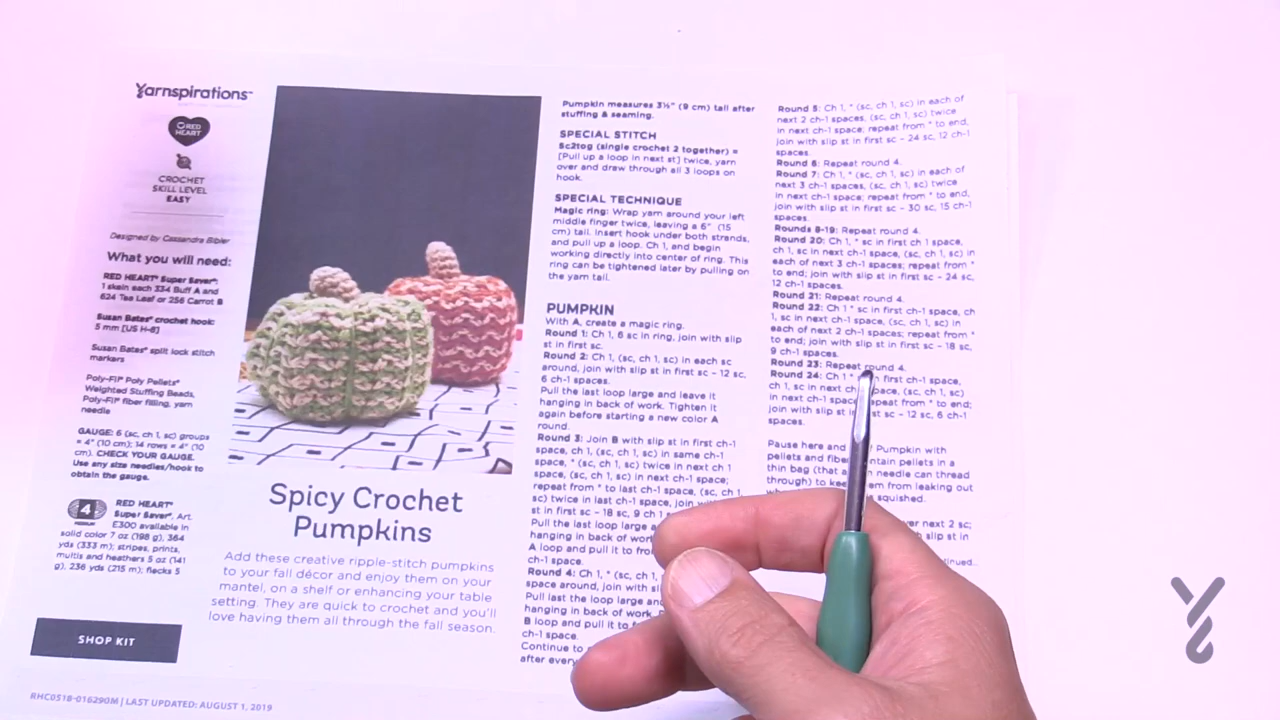 Yarnspirations™
RED
HEART
CROCHET
SKILL LEVEL
EASY
Designed by Cassandra Bibler
What you will need:
RED HEART® Super Saver®:
1 skein each 334 Buff A and
624 Tea Leaf or 256 Carrot B
Susan Bates® crochet hook:
5 mm [US H-8]
Susan Bates® split lock stitch
markers
Poly-Fil® Poly Pellets®
Weighted Stuffing Beads,
Poly-Fil® fiber filling, yarn
needle
GAUGE: 6 (sc, ch 1, sc) groups
= 4" (10 cm); 14 rows = 4" (10
cm). CHECK YOUR GAUGE.
Use any size needles/hook to
obtain the gauge.
4
MEDIUM
RED HEART®
Super Saver®, Art.
E300 available in
solid color 7 oz (198 g), 364
yds (333 m); stripes, prints,
multis and heathers 5 oz (141
g), 236 yds (215 m); flecks 5
SHOP KIT
RHC0518-016290M | LAST UPDATED: AUGUST 1, 2019
Spicy Crochet
Pumpkins
Add these creative ripple-stitch pumpkins
to your fall décor and enjoy them on your
mantel, on a shelf or enhancing your table
setting. They are quick to crochet and you'll
love having them all through the fall season.
Pumpkin measures 3½" (9 cm) tall after
stuffing & seaming.
SPECIAL STITCH
Sc2tog (single crochet 2 together) =
[Pull up a loop in next st] twice, yarn
over and draw through all 3 loops on
hook.
SPECIAL TECHNIQUE
Magic ring: Wrap yarn around your left
middle finger twice, leaving a 6" (15
cm) tail. Insert hook under both strands,
and pull up a loop. Ch 1, and begin
working directly into center of ring. This
ring can be tightened later by pulling on
the yarn tail.
PUMPKIN
With A, create a magic ring.
Round 1: Ch 1, 6 sc in ring, join with slip
st in first sc.
Round 2: Ch 1, (sc, ch 1, sc) in each sc
around, join with slip st in first sc – 12 sc,
6 ch-1 spaces.
Pull the last loop large and leave it
hanging in back of work. Tighten it
again before starting a new color A
round.
Round 3: Join B with slip st in first ch-1
space, ch 1, (sc, ch 1, sc) in same ch-1
space, * (sc, ch 1, sc) twice in next ch 1
space, (sc, ch 1, sc) in next ch-1 space;
repeat from * to last ch-1 space, (sc, ch 1,
sc) twice in last ch-1 space, join with
st in first sc – 18 sc, 9 ch 1
Pull the last loop large a
hanging in back of work
A loop and pull it to fro
ch-1 space.
Round 4: Ch 1, * (sc, ch 1,
space around, join with sl
Pull last the loop large and
hanging in back of work.
B loop and pull it to f
ch-1 space.
Continue to
after every
Round 5: Ch 1, * (sc, ch 1, sc) in each of
next 2 ch-1 spaces, (sc, ch 1, sc) twice
in next ch-1 space; repeat from * to end,
join with slip st in first sc – 24 sc, 12 ch-1
spaces.
Round 6: Repeat round 4.
Round 7: Ch 1, * (sc, ch 1, sc) in each of
next 3 ch-1 spaces, (sc, ch 1, sc) twice
in next ch-1 space; repeat from * to end,
join with slip st in first sc – 30 sc, 15 ch-1
spaces.
Rounds 8-19: Repeat round 4.
Round 20: Ch 1, * sc in first ch 1 space,
ch 1, sc in next ch-1 space, (sc, ch 1, sc) in
each of next 3 ch-1 spaces; repeat from *
to end; join with slip st in first sc – 24 sc,
12 ch-1 spaces.
Round 21: Repeat round 4.
Round 22: Ch 1 * sc in first ch-1 space, ch
1, sc in next ch-1 space, (sc, ch 1, sc) in
each of next 2 ch-1 spaces; repeat from *
to end; join with slip st in first sc – 18 sc,
9 ch-1 spaces.
Round 23: Repeat round 4.
Round 24: Ch 1 * in first ch-1 space,
ch 1, sc in next ch space, (sc, ch 1, sc)
in next ch-1 space repeat from * to end;
join with slip st in sc – 12 sc, 6 ch-1
spaces.
Pause here and Pumpkin with
pellets and fiber ntain pellets in a
thin bag (that a needle can thread
through) to keep em from leaking out
squished.
ver next 2 sc;
slip st in
tinued..